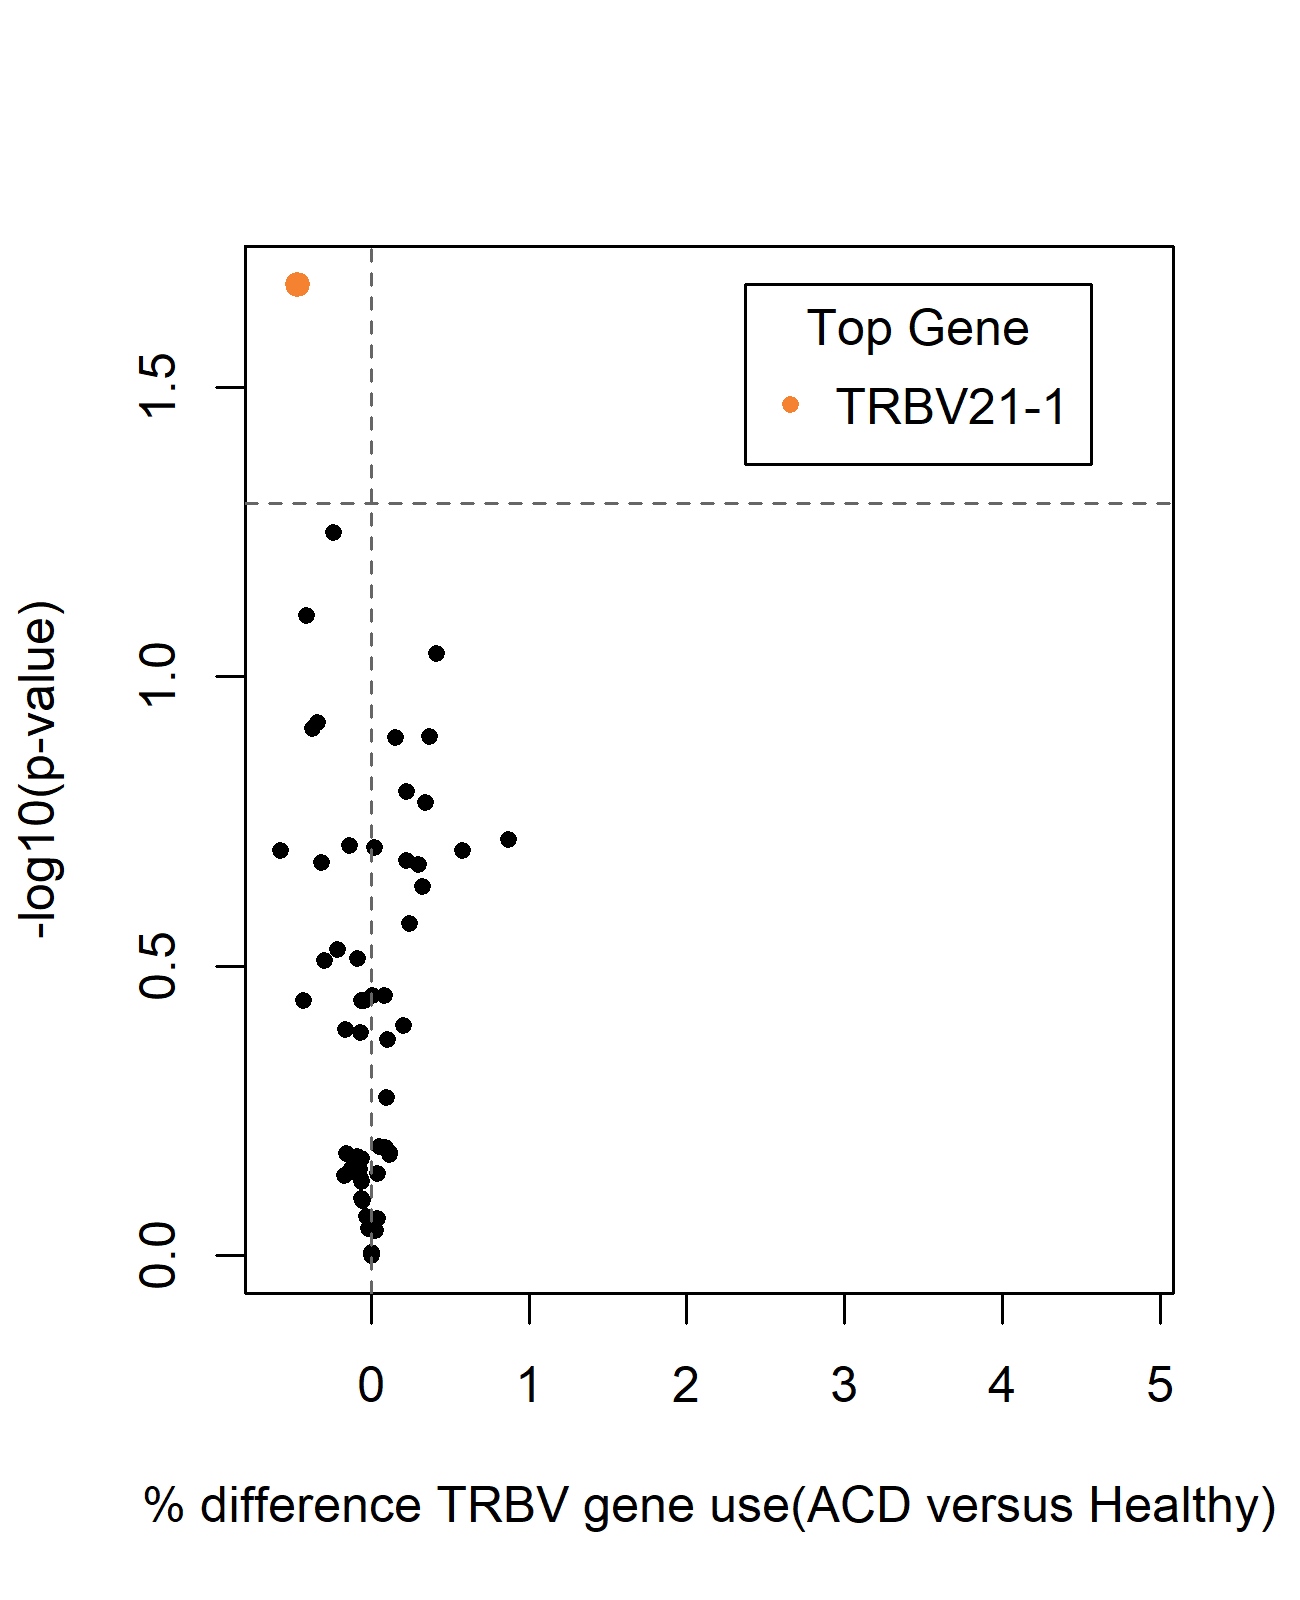 Top Gene
TRBV21-1
-log10(p-value)
1.5
1.0
0.5
0.0
0 1 2 3 4 5
% difference TRBV gene use(ACD versus Healthy)